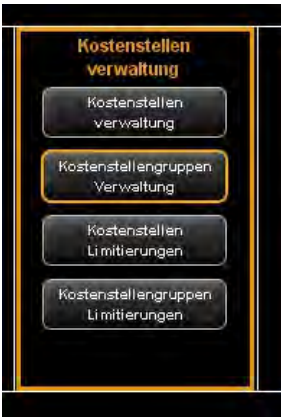 Kostenstellen
verwaltung
Kostenstellen
verwaltung
Kostenstellengruppen
Verwaltung
Kostenstellen
Limitierungen
Kostenstellengruppen
Limitierungen